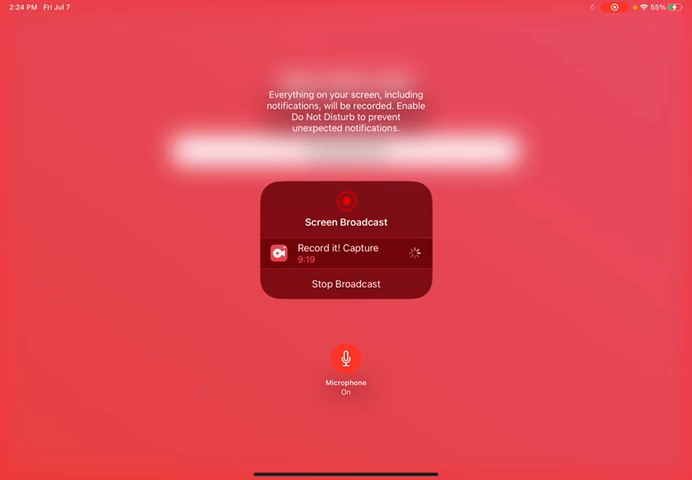 2:24 PM Fri Jul 7
55%
Everything on your screen, including
notifications, will be recorded. Enable
Do Not Disturb to prevent
unexpected notifications.
Screen Broadcast
Record it! Capture
9:19
Stop Broadcast
Microphone
On